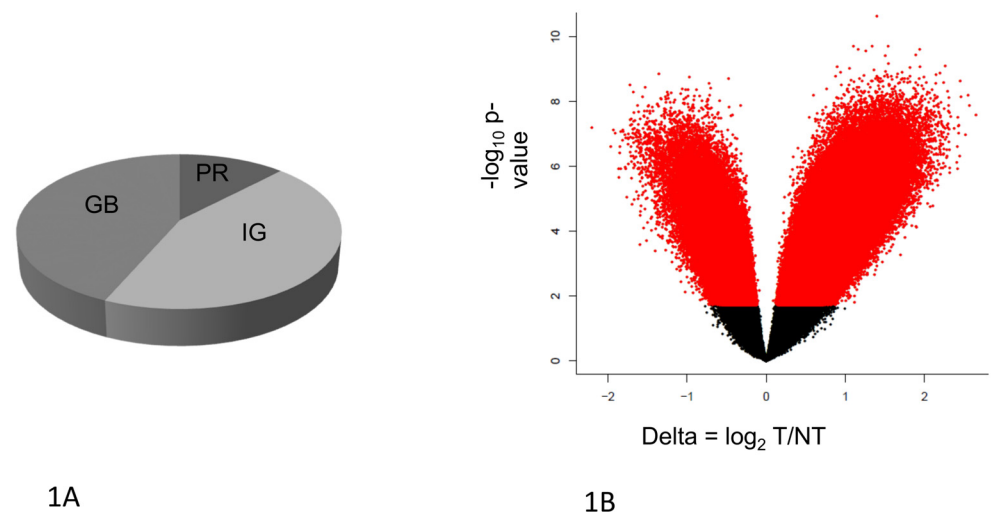 PR
GB
IG
1A
-log10 p-
value
10
8
6
4
2
0
−2 −1 0 1 2
Delta = log2 T/NT
1B